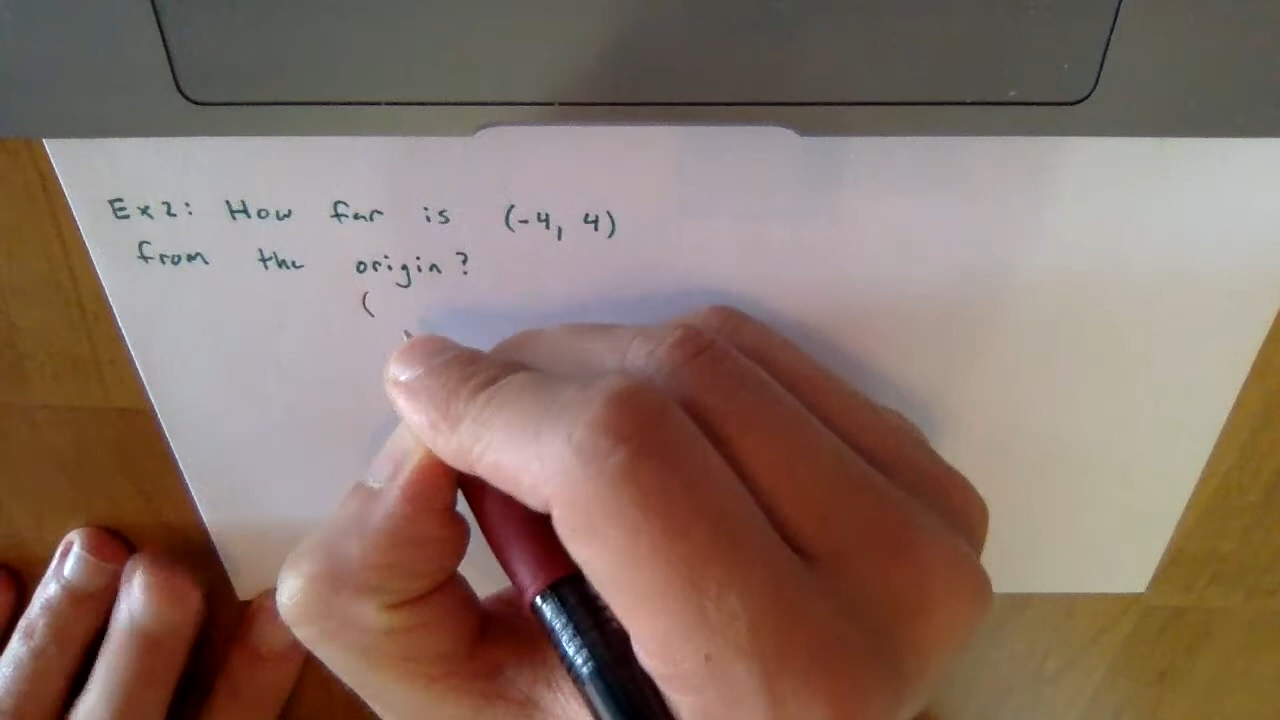 Ex2: How far is (-4, 4)
from the origin?
(